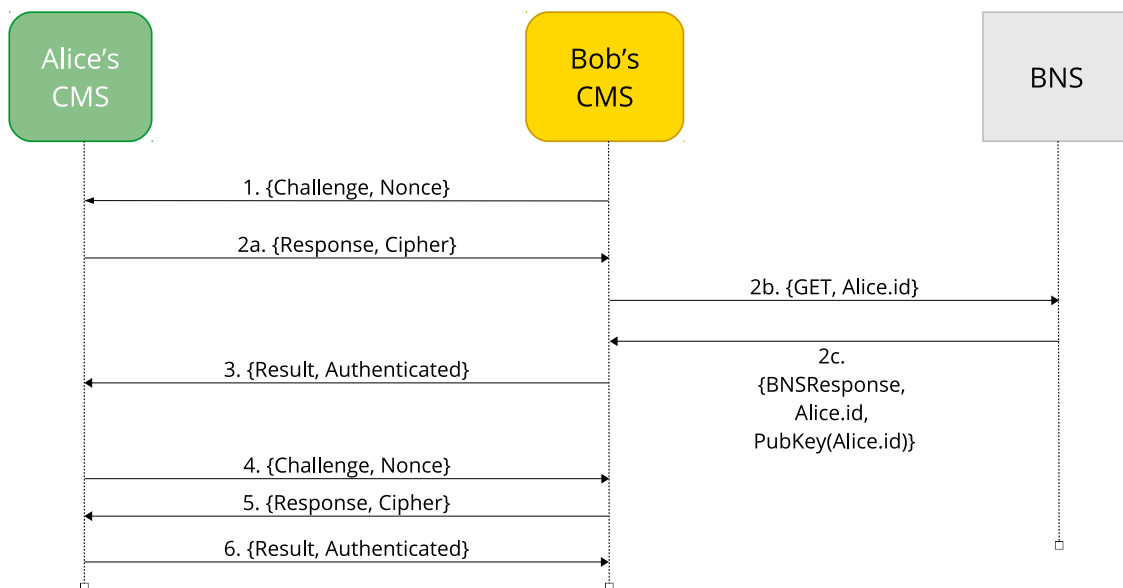 Alice's
CMS
Bob's
CMS
BNS
1. {Challenge, Nonce}
2a. {Response, Cipher}
2b. {GET, Alice.id}
2c.
{BNSResponse,
Alice.id,
PubKey(Alice.id)}
3. {Result, Authenticated}
4. {Challenge, Nonce}
5. {Response, Cipher}
6. {Result, Authenticated}